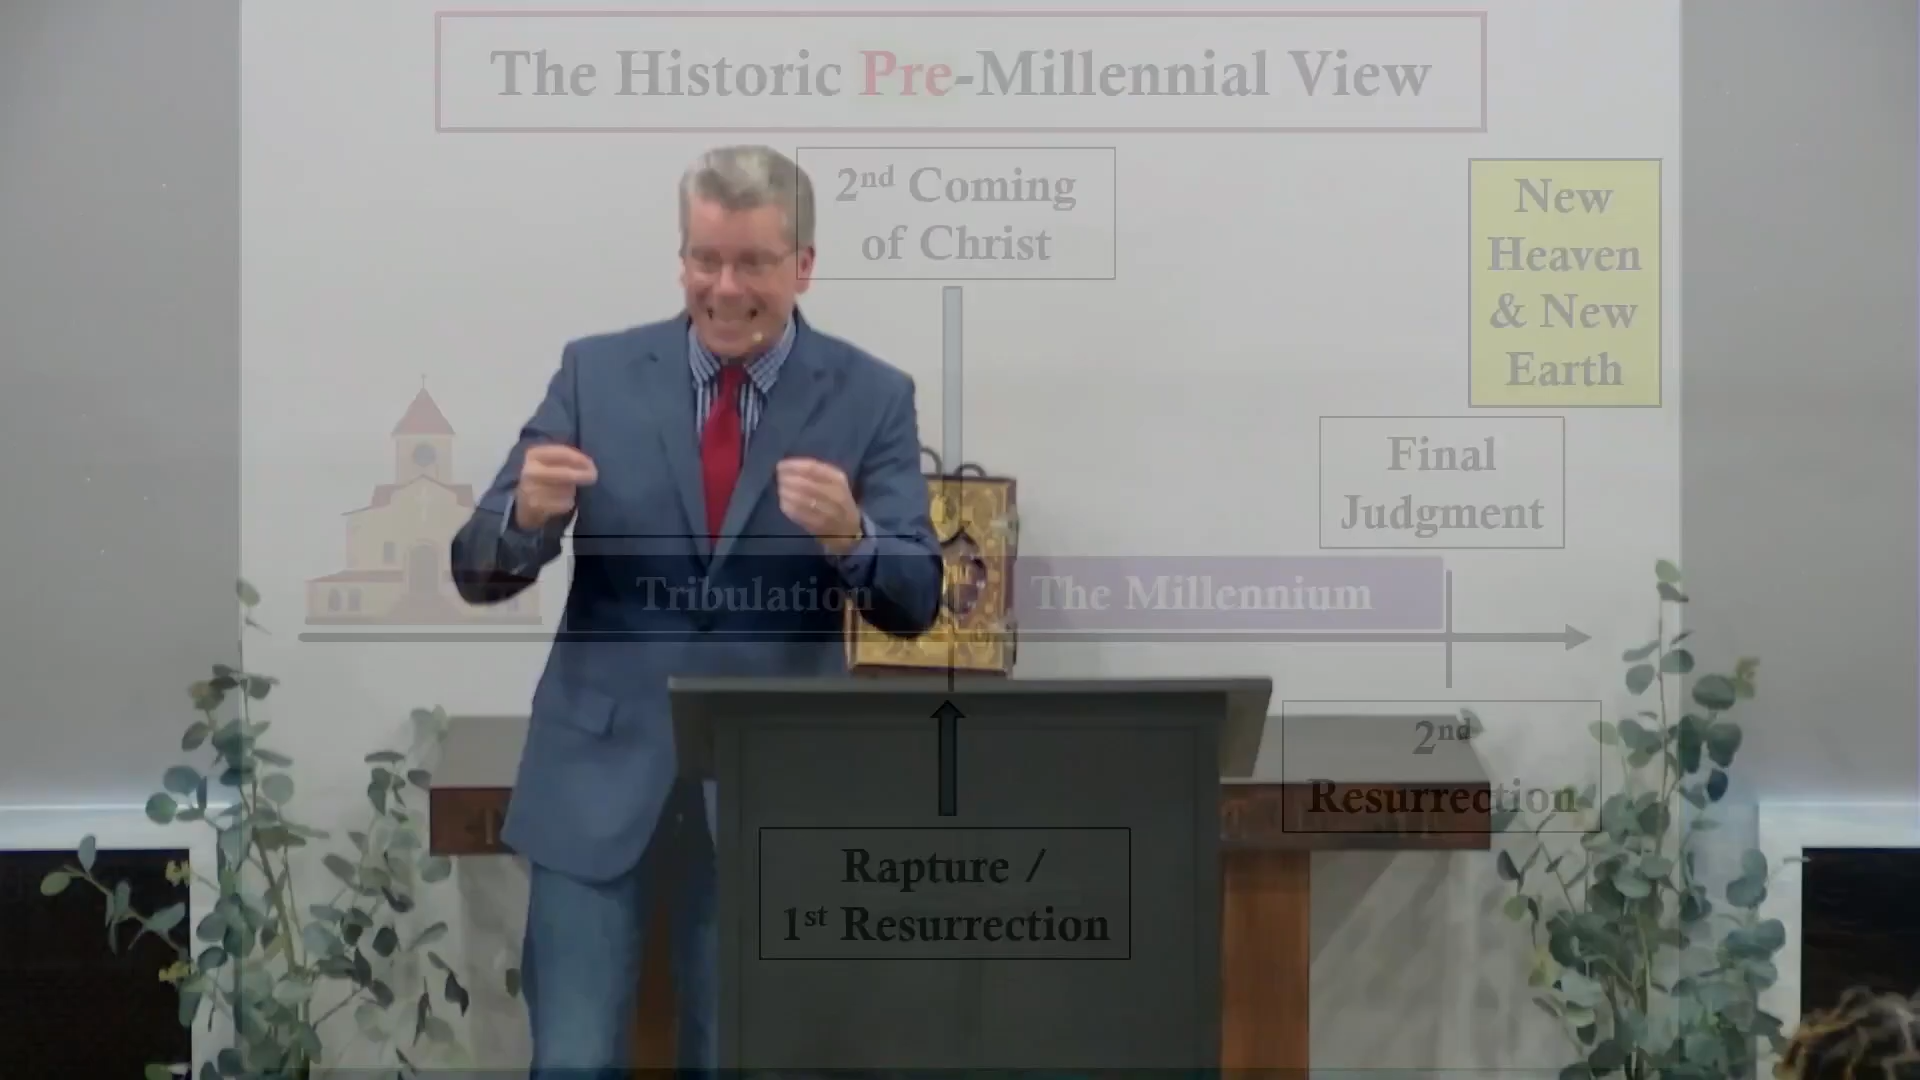 The Historic Pre-Millennial View
2nd Coming
of Christ
New
Heaven
& New
Earth
Final
Judgment
Tribulation
The Millennium
2nd
Resurrection
Rapture /
1st Resurrection